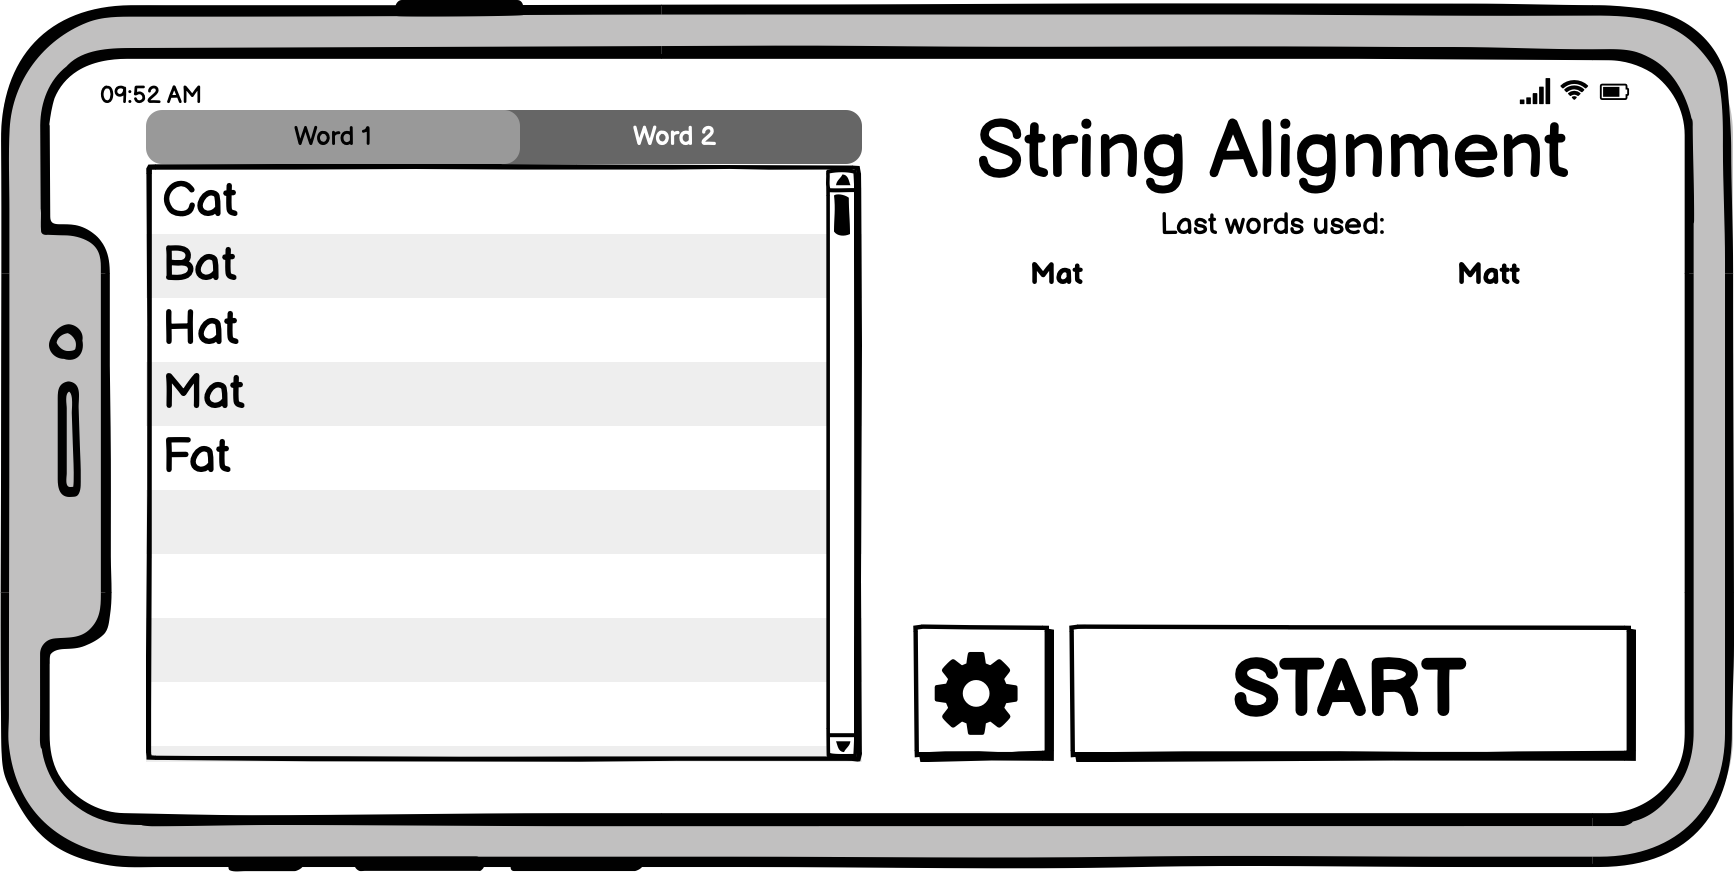 09:52 AM
Word 1 Word 2
Cat
Bat
Hat
Mat
Fat
String Alignment
Last words used:
Mat Matt
START